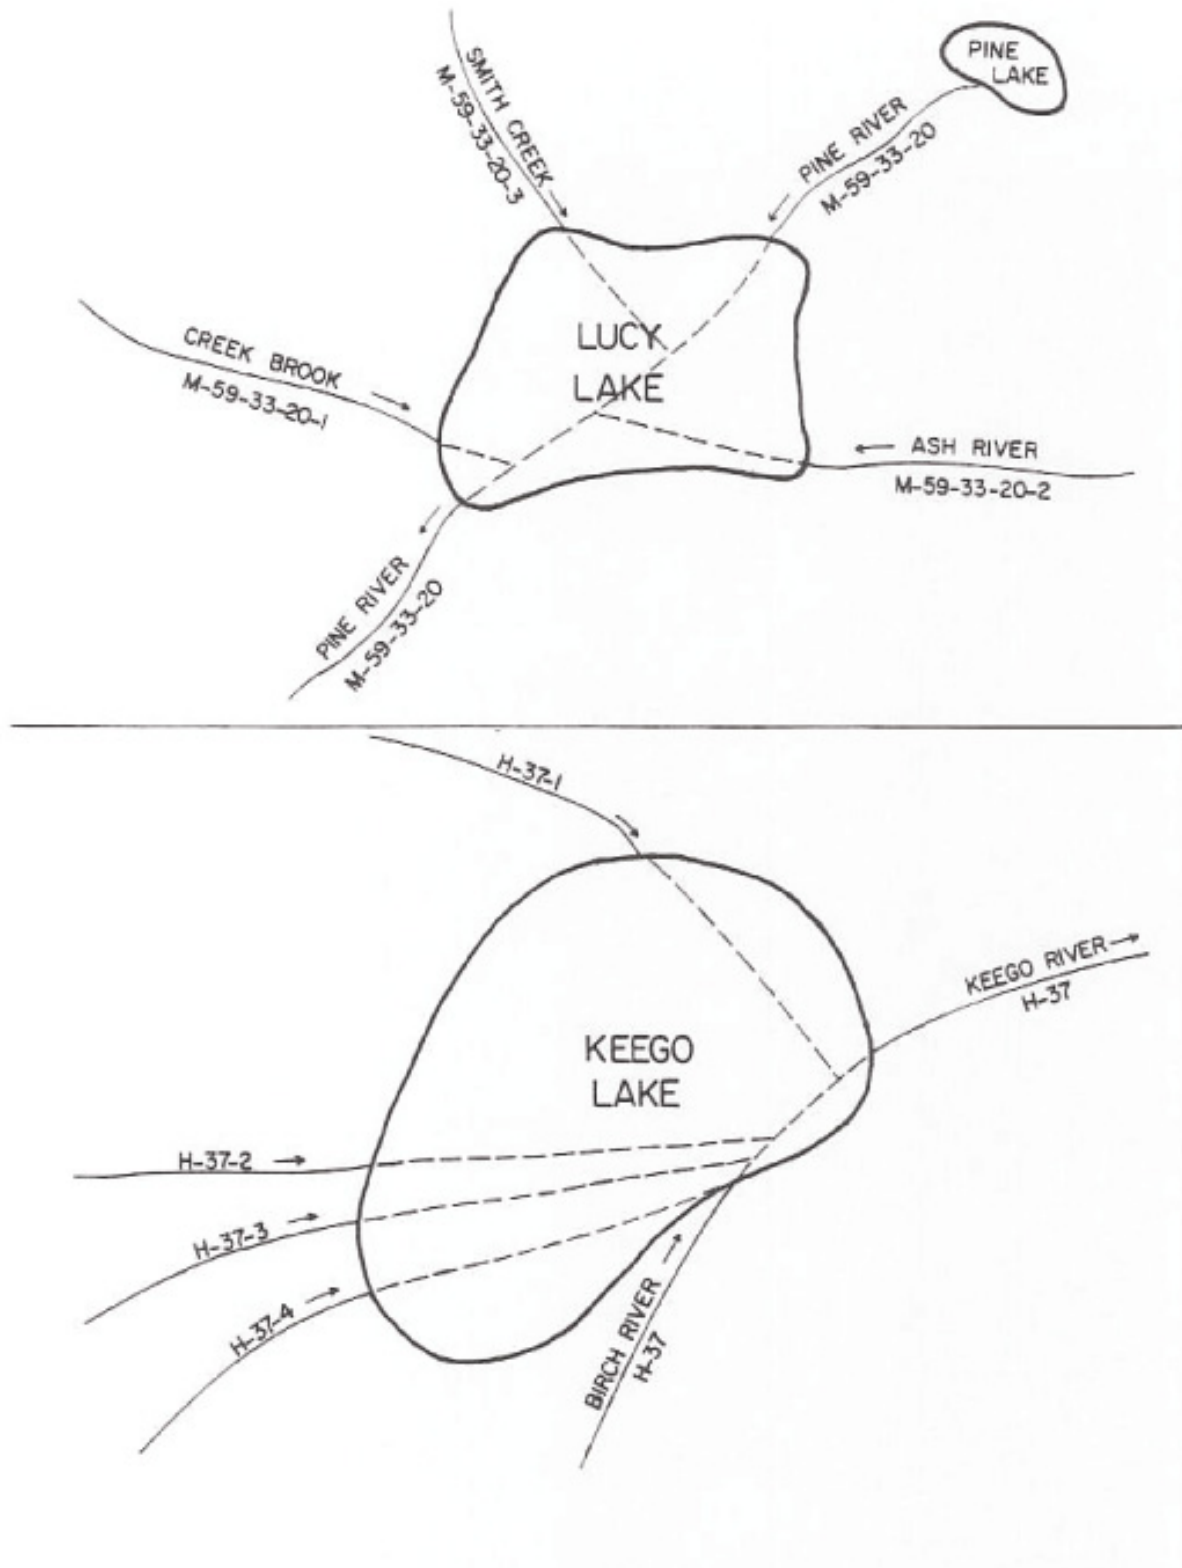 PINE
LAKE
SMITH CREEK
M-59-33-20-3
PINE RIVER
M-59-33-20
LUCY
LAKE
CREEK BROOK
M-59-33-20-1
ASH RIVER
M-59-33-20-2
PINE RIVER
M-59-33-20
H-37-1
KEEGO RIVER
H-37
KEEGO
LAKE
H-37-2
H-37-3
H-37-4
BIRCH RIVER
H-37